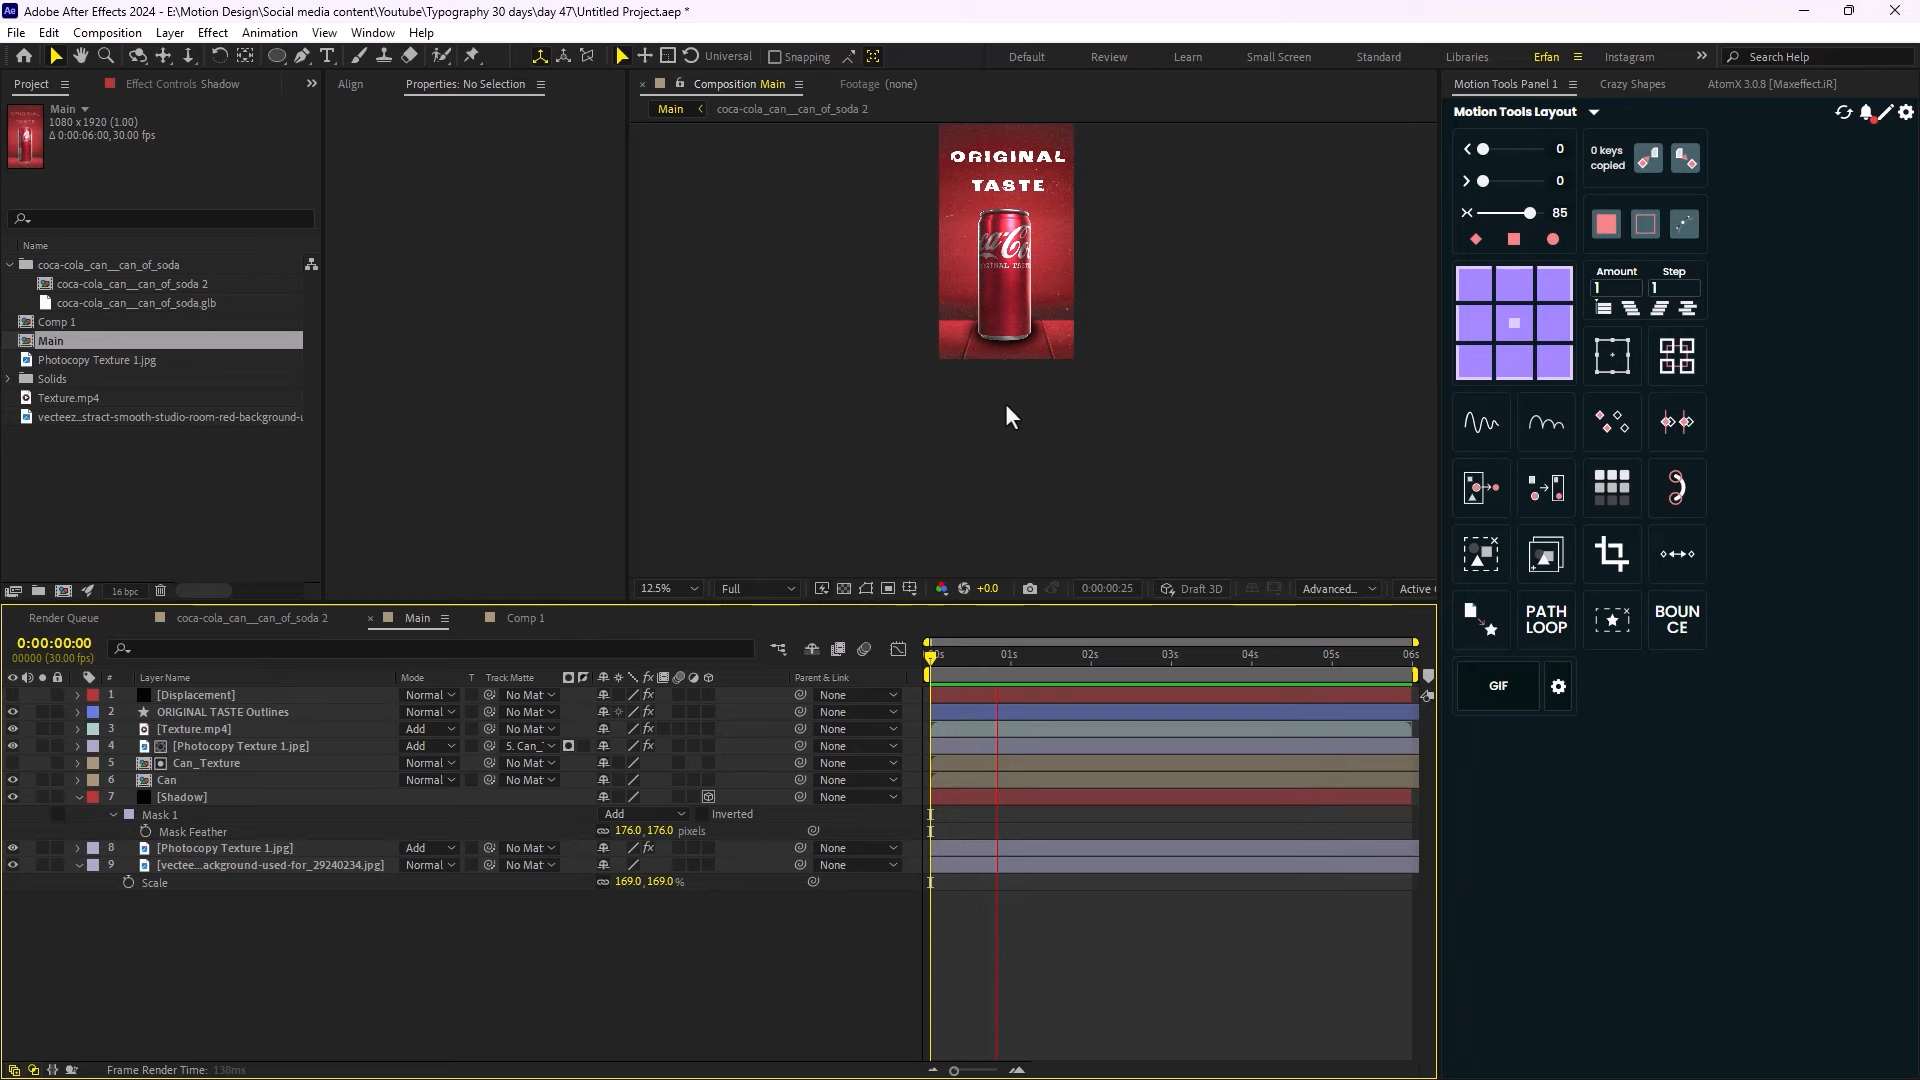 Adobe After Effects 2024 - E:\Motion Design\Social media content\Youtube\Typography 30 days\day 47\Untitled Project.aep *
File Edit Composition Layer Effect Animation View Window Help
Universal Snapping Default Review Learn Small Screen Standard Libraries Erfan Instagram Search Help
Project Effect Controls Shadow Align Properties: No Selection Composition Main Footage (none) Motion Tools Panel 1 Crazy Shapes AtomX 3.0.8 [Maxeffect.iR]
Main
1080 x 1920 (1.00)
Δ 0:00:06:00, 30.00 fps
Main coca-cola_can__can_of_soda 2
Motion Tools Layout
0
0
85
0 keys
copied
Amount Step
1 1
PATH
LOOP
BOUN
CE
GIF
Name
coca-cola_can__can_of_soda
coca-cola_can__can_of_soda 2
coca-cola_can__can_of_soda.glb
Comp 1
Main
Photocopy Texture 1.jpg
Solids
Texture.mp4
vecteez...stract-smooth-studio-room-red-background-u
16 bpc
ORIGINAL
TASTE
12.5% Full +0.0 0:00:00:25 Draft 3D Advanced... Active
Render Queue coca-cola_can__can_of_soda 2 Main Comp 1
0:00:00:00
00000 (30.00 fps)
00s 01s 02s 03s 04s 05s 06s
# Layer Name Mode T Track Matte Parent & Link
1 [Displacement] Normal No Mat None
2 ORIGINAL TASTE Outlines Normal No Mat None
3 [Texture.mp4] Add No Mat None
4 [Photocopy Texture 1.jpg] Add 5. Can_ None
5 Can_Texture Normal No Mat None
6 Can Normal No Mat None
7 [Shadow] None
Mask 1 Add Inverted
Mask Feather 176.0, 176.0 pixels
8 [Photocopy Texture 1.jpg] Add No Mat None
9 [vectee...ackground-used-for_29240234.jpg] Normal No Mat None
Scale 169.0, 169.0 %
Frame Render Time: 138ms